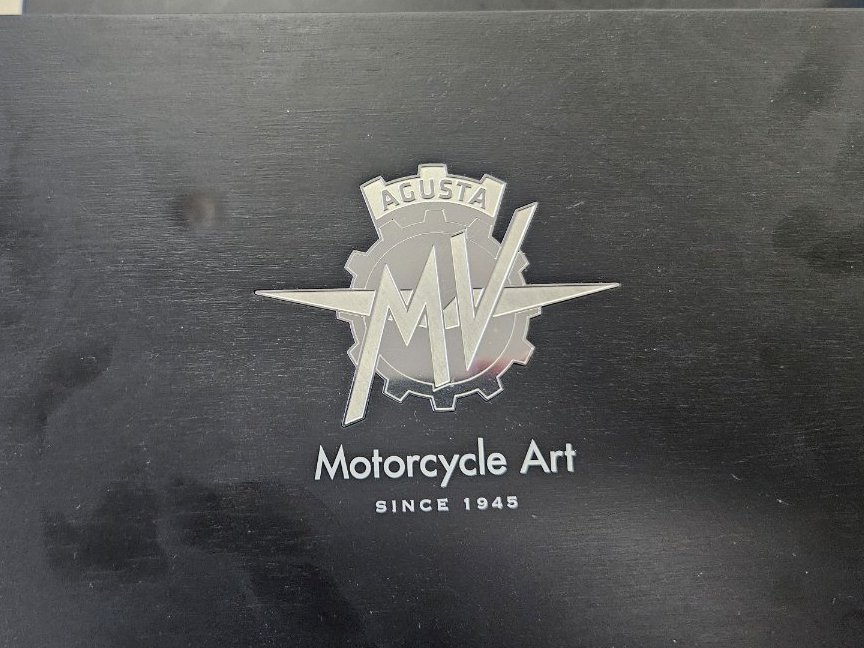 AGUSTA
MV
Motorcycle Art
SINCE 1945